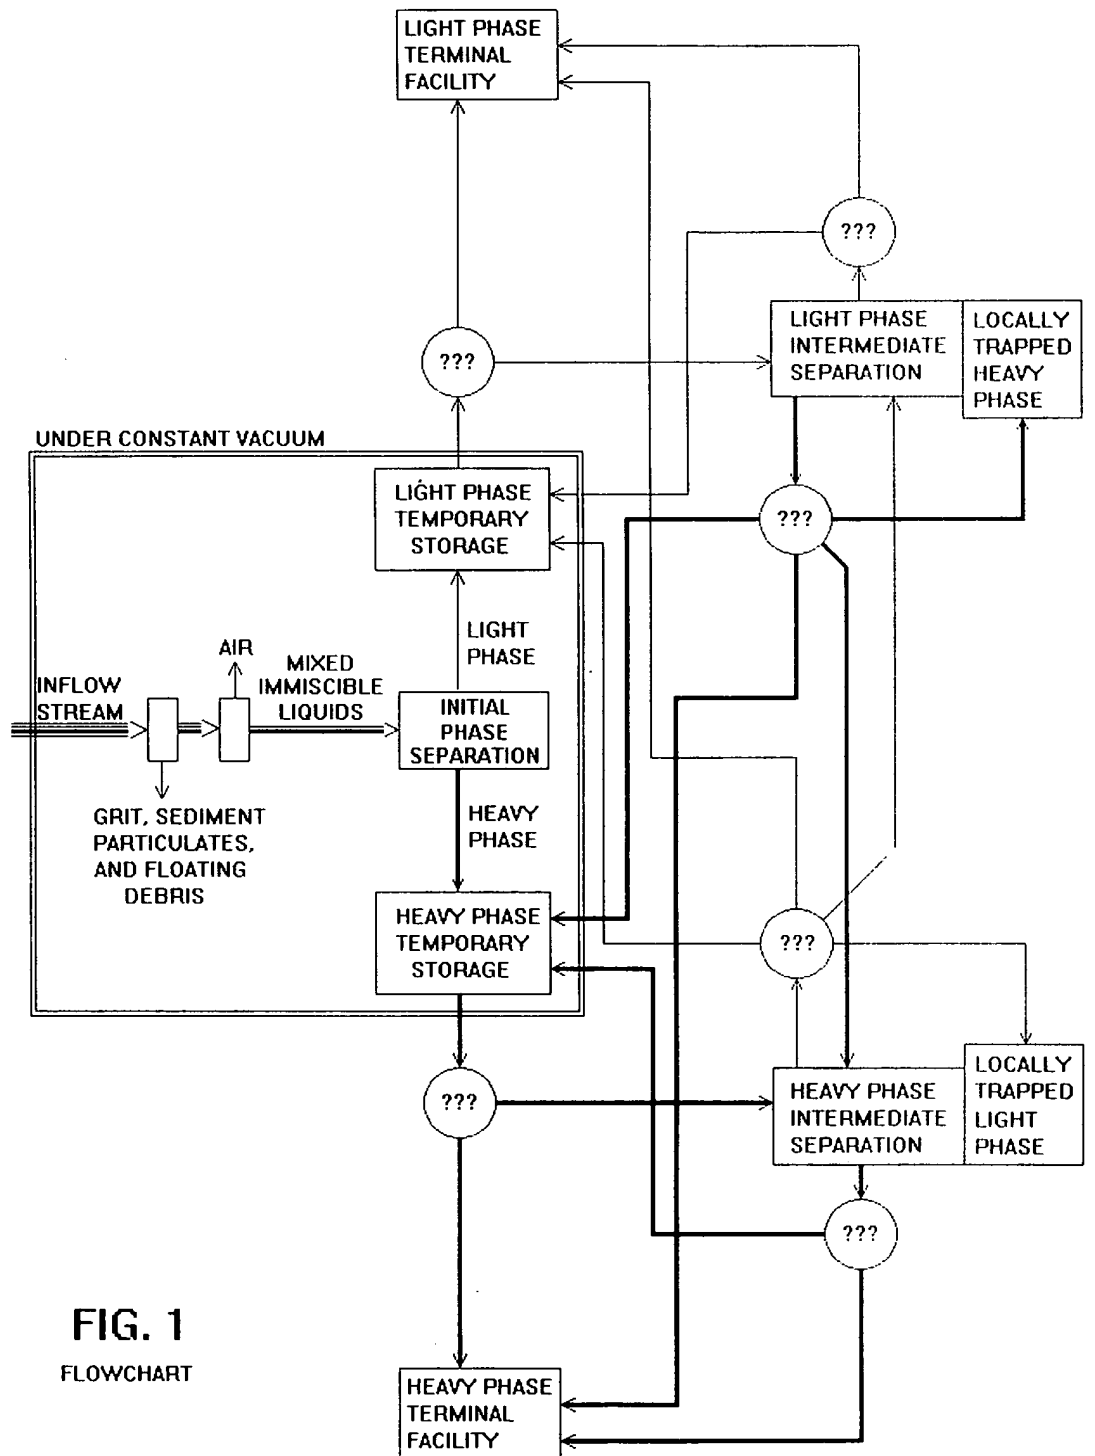 LIGHT PHASE
TERMINAL
FACILITY
???
LIGHT PHASE
INTERMEDIATE
SEPARATION
LOCALLY
TRAPPED
HEAVY
PHASE
???
UNDER CONSTANT VACUUM
LIGHT PHASE
TEMPORARY
STORAGE
???
LIGHT
PHASE
AIR
MIXED
IMMISCIBLE
LIQUIDS
INFLOW
STREAM
INITIAL
PHASE
SEPARATION
GRIT, SEDIMENT
PARTICULATES,
AND FLOATING
DEBRIS
HEAVY
PHASE
HEAVY PHASE
TEMPORARY
STORAGE
???
???
HEAVY PHASE
INTERMEDIATE
SEPARATION
LOCALLY
TRAPPED
LIGHT
PHASE
???
FIG. 1
FLOWCHART
HEAVY PHASE
TERMINAL
FACILITY